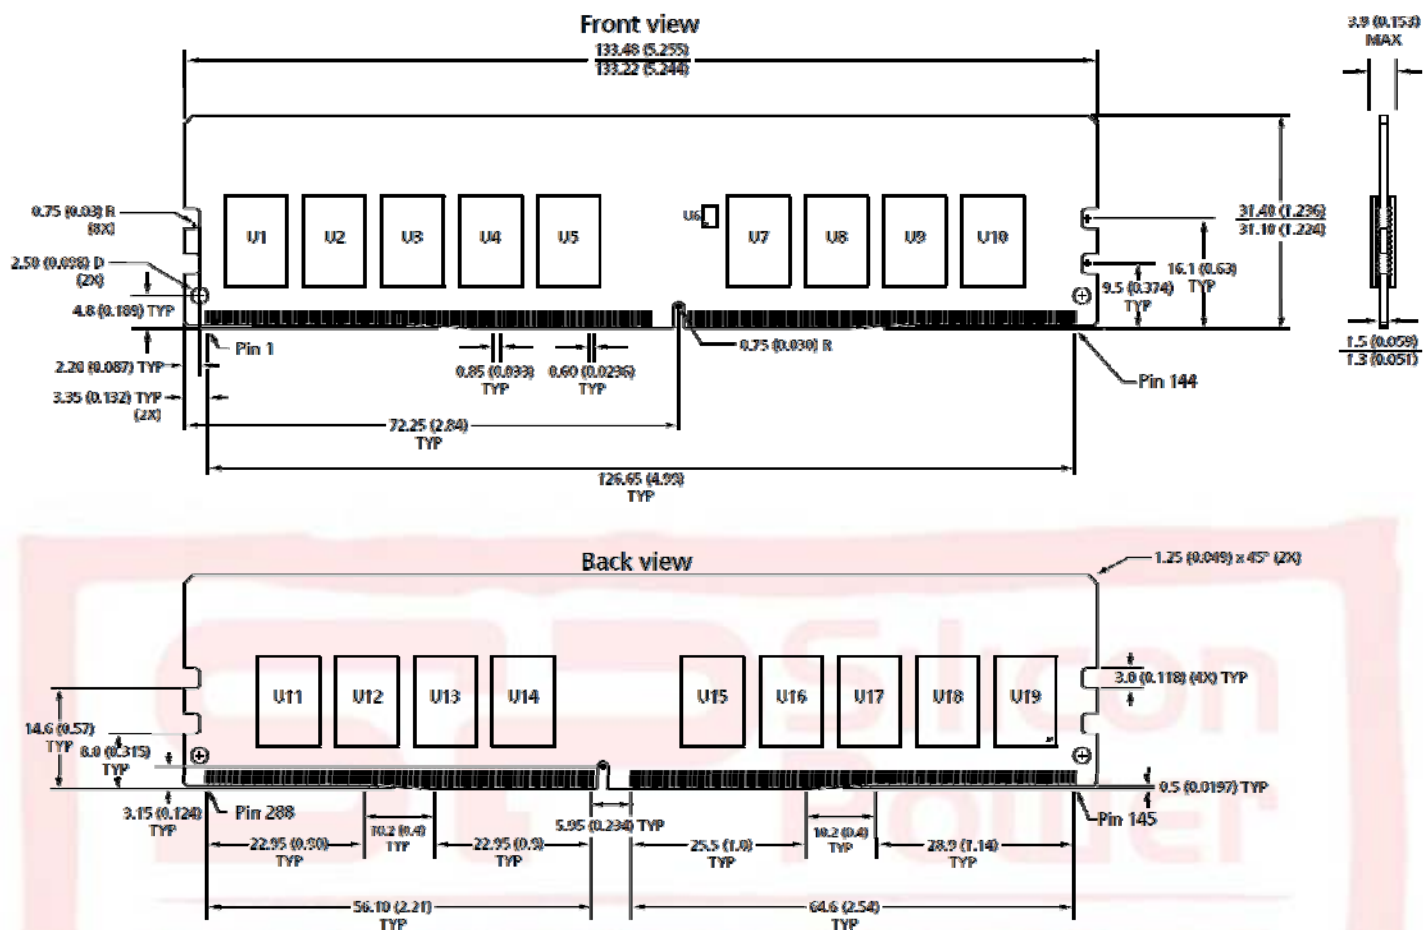 Front view
133.48 (5.255)
133.22 (5.244)
3.9 (0.153)
MAX
0.75 (0.03) R
(8X)
U1
U2
U3
U4
U5
U6
U7
U8
U9
U10
31.40 (1.236)
31.10 (1.224)
2.50 (0.098) D
(2X)
16.1 (0.63)
TYP
9.5 (0.374)
TYP
4.8 (0.189) TYP
Pin 1
0.75 (0.030) R
1.5 (0.059)
1.3 (0.051)
2.20 (0.087) TYP
0.85 (0.033)
TYP
0.60 (0.0236)
TYP
Pin 144
3.35 (0.132) TYP
(2X)
72.25 (2.84)
TYP
126.65 (4.99)
TYP
Back view
1.25 (0.049) x 45° (2X)
SP Silicon
Power
U11
U12
U13
U14
U15
U16
U17
U18
U19
3.0 (0.118) (4X) TYP
14.6 (0.57)
TYP
8.0 (0.315)
TYP
0.5 (0.0197) TYP
3.15 (0.124)
TYP
Pin 288
5.95 (0.234) TYP
Pin 145
22.95 (0.90)
TYP
10.2 (0.4)
TYP
22.95 (0.9)
TYP
25.5 (1.0)
TYP
10.2 (0.4)
TYP
28.9 (1.14)
TYP
56.10 (2.21)
TYP
64.6 (2.54)
TYP